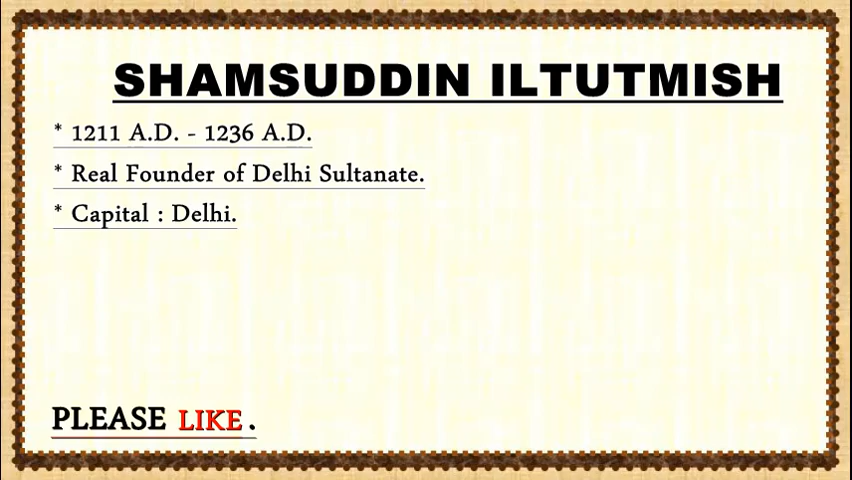 SHAMSUDDIN ILTUTMISH
* 1211 A.D. - 1236 A.D.
* Real Founder of Delhi Sultanate.
* Capital : Delhi.
PLEASE LIKE.